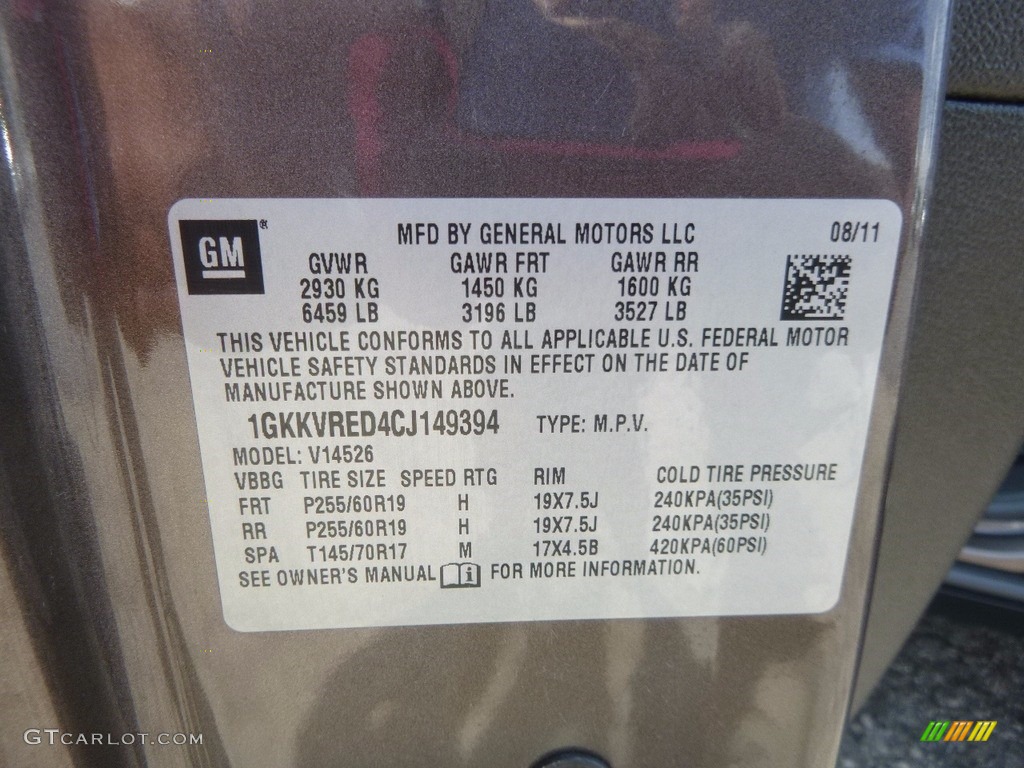 GM® MFD BY GENERAL MOTORS LLC 08/11
GVWR GAWR FRT GAWR RR
2930 KG 1450 KG 1600 KG
6459 LB 3196 LB 3527 LB
THIS VEHICLE CONFORMS TO ALL APPLICABLE U.S. FEDERAL MOTOR
VEHICLE SAFETY STANDARDS IN EFFECT ON THE DATE OF
MANUFACTURE SHOWN ABOVE.
1GKKVRED4CJ149394 TYPE: M.P.V.
MODEL: V14526
VBBG TIRE SIZE SPEED RTG RIM COLD TIRE PRESSURE
FRT P255/60R19 H 19X7.5J 240KPA(35PSI)
RR P255/60R19 H 19X7.5J 240KPA(35PSI)
SPA T145/70R17 M 17X4.5B 420KPA(60PSI)
SEE OWNER'S MANUAL i FOR MORE INFORMATION.
GTcarlot.com